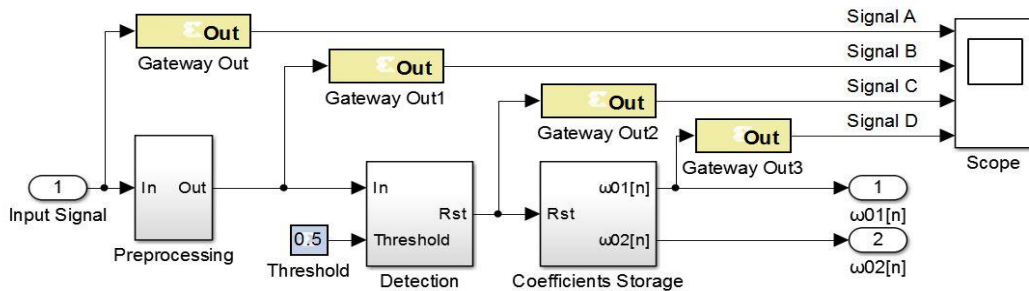 Signal A
Out
Gateway Out
Signal B
Out
Gateway Out1
Signal C
Out
Gateway Out2
Signal D
Out
Gateway Out3
Scope
1
Input Signal
In
Out
Preprocessing
In
Rst
Threshold
Detection
0.5
Threshold
Rst
ω01[n]
ω02[n]
Coefficients Storage
1
ω01[n]
2
ω02[n]